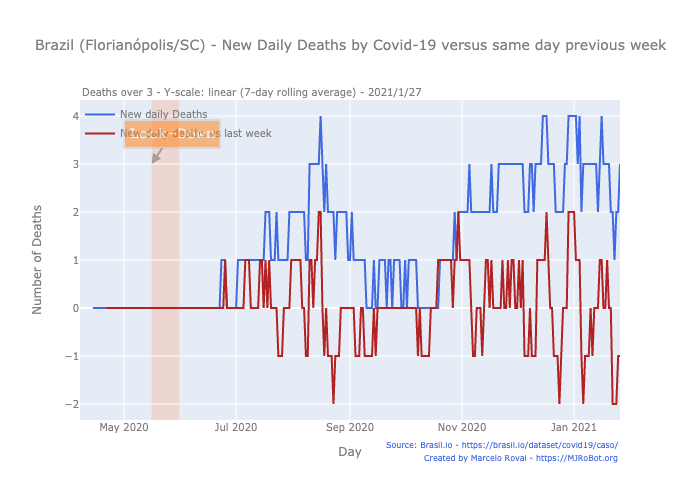 Brazil (Florianópolis/SC) - New Daily Deaths by Covid-19 versus same day previous week
Deaths over 3 - Y-scale: linear (7-day rolling average) - 2021/1/27
New daily Deaths
New daily deaths vs last week
Lock-Down
4
3
2
1
0
−1
−2
Number of Deaths
May 2020
Jul 2020
Sep 2020
Nov 2020
Jan 2021
Day
Source: Brasil.io - https://brasil.io/dataset/covid19/caso/
Created by Marcelo Rovai - https://MJRoBot.org